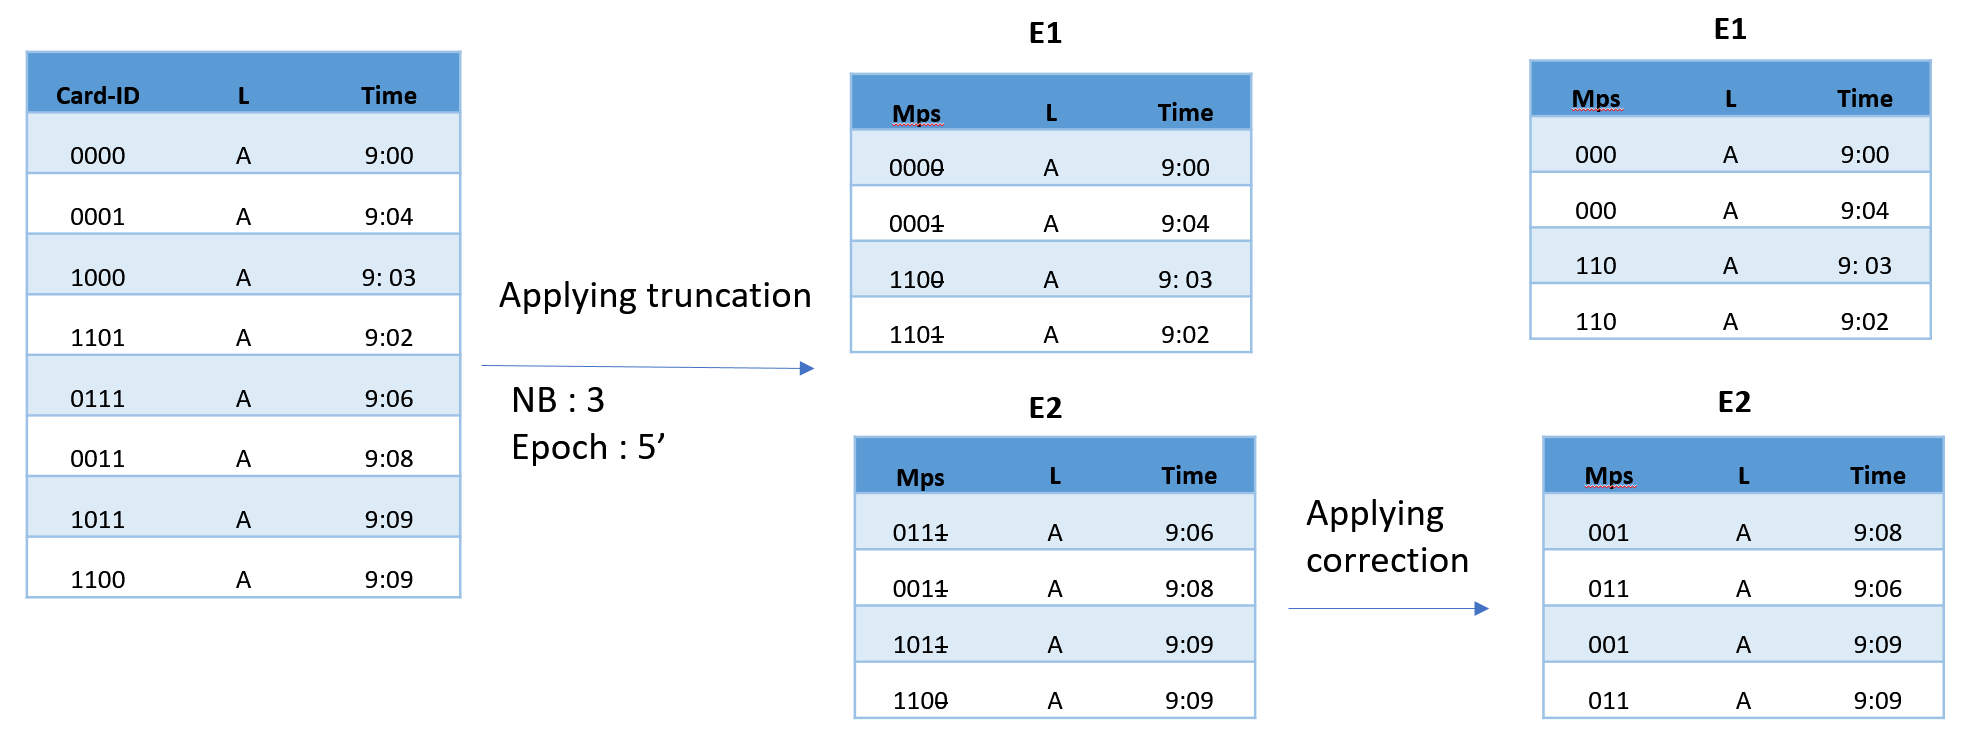 Card-ID L Time
0000 A 9:00
0001 A 9:04
1000 A 9: 03
1101 A 9:02
0111 A 9:06
0011 A 9:08
1011 A 9:09
1100 A 9:09
Applying truncation
NB : 3
Epoch : 5’
E1
Mps L Time
0000 A 9:00
0001 A 9:04
1100 A 9: 03
1101 A 9:02
E2
Mps L Time
0111 A 9:06
0011 A 9:08
1011 A 9:09
1100 A 9:09
Applying
correction
E1
Mps L Time
000 A 9:00
000 A 9:04
110 A 9: 03
110 A 9:02
E2
Mps L Time
001 A 9:08
011 A 9:06
001 A 9:09
011 A 9:09